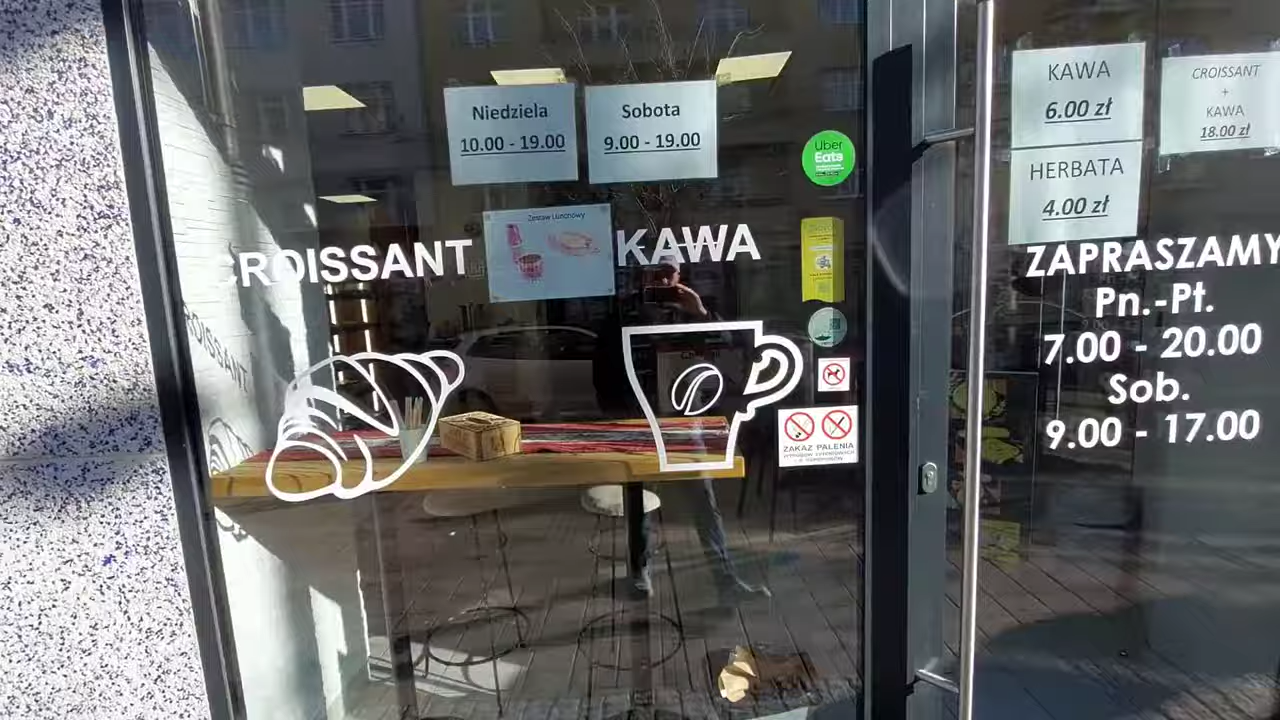 Niedziela
10.00 - 19.00
Sobota
9.00 - 19.00
Uber
Eats
Zestaw Lunchowy
CROISSANT
KAWA
CROISSANT
ZAKAZ PALENIA
KAWA
6.00 zł
HERBATA
4.00 zł
CROISSANT
+
KAWA
18.00 zł
ZAPRASZAMY
Pn.-Pt.
7.00 - 20.00
Sob.
9.00 - 17.00